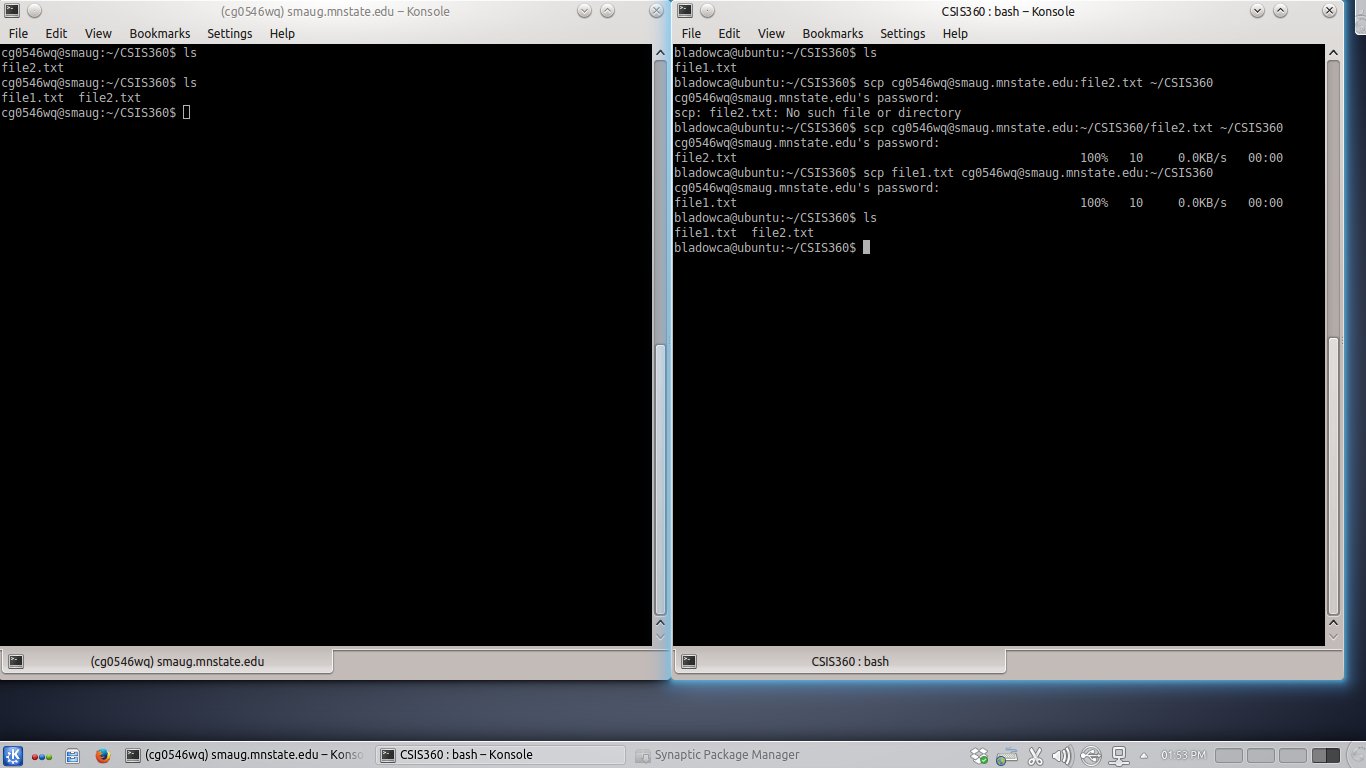 (cg0546wq) smaug.mnstate.edu – Konsole
File Edit View Bookmarks Settings Help
cg0546wq@smaug:~/CSIS360$ ls
file2.txt
cg0546wq@smaug:~/CSIS360$ ls
file1.txt  file2.txt
cg0546wq@smaug:~/CSIS360$
(cg0546wq) smaug.mnstate.edu
CSIS360 : bash – Konsole
File Edit View Bookmarks Settings Help
bladowca@ubuntu:~/CSIS360$ ls
file1.txt
bladowca@ubuntu:~/CSIS360$ scp cg0546wq@smaug.mnstate.edu:file2.txt ~/CSIS360
cg0546wq@smaug.mnstate.edu's password:
scp: file2.txt: No such file or directory
bladowca@ubuntu:~/CSIS360$ scp cg0546wq@smaug.mnstate.edu:~/CSIS360/file2.txt ~/CSIS360
cg0546wq@smaug.mnstate.edu's password:
file2.txt 100% 10 0.0KB/s 00:00
bladowca@ubuntu:~/CSIS360$ scp file1.txt cg0546wq@smaug.mnstate.edu:~/CSIS360
cg0546wq@smaug.mnstate.edu's password:
file1.txt 100% 10 0.0KB/s 00:00
bladowca@ubuntu:~/CSIS360$ ls
file1.txt  file2.txt
bladowca@ubuntu:~/CSIS360$
CSIS360 : bash
(cg0546wq) smaug.mnstate.edu – Konso CSIS360 : bash – Konsole Synaptic Package Manager 01:53 PM